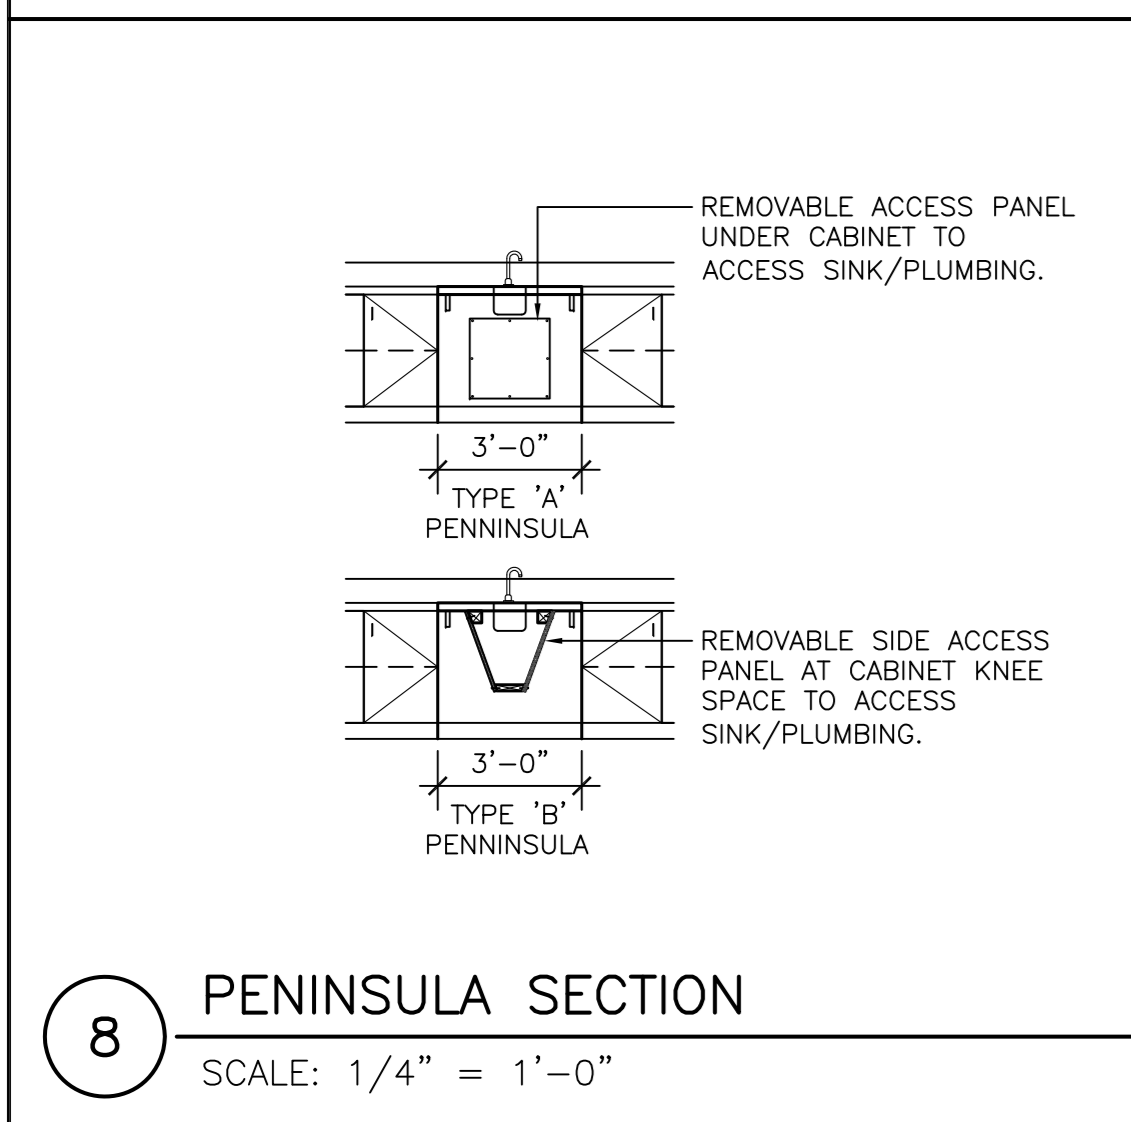 REMOVABLE ACCESS PANEL
UNDER CABINET TO
ACCESS SINK/PLUMBING.
3'-0"
TYPE 'A'
PENNINSULA
REMOVABLE SIDE ACCESS
PANEL AT CABINET KNEE
SPACE TO ACCESS
SINK/PLUMBING.
3'-0"
TYPE 'B'
PENNINSULA
8
PENINSULA SECTION
SCALE: 1/4" = 1'-0"